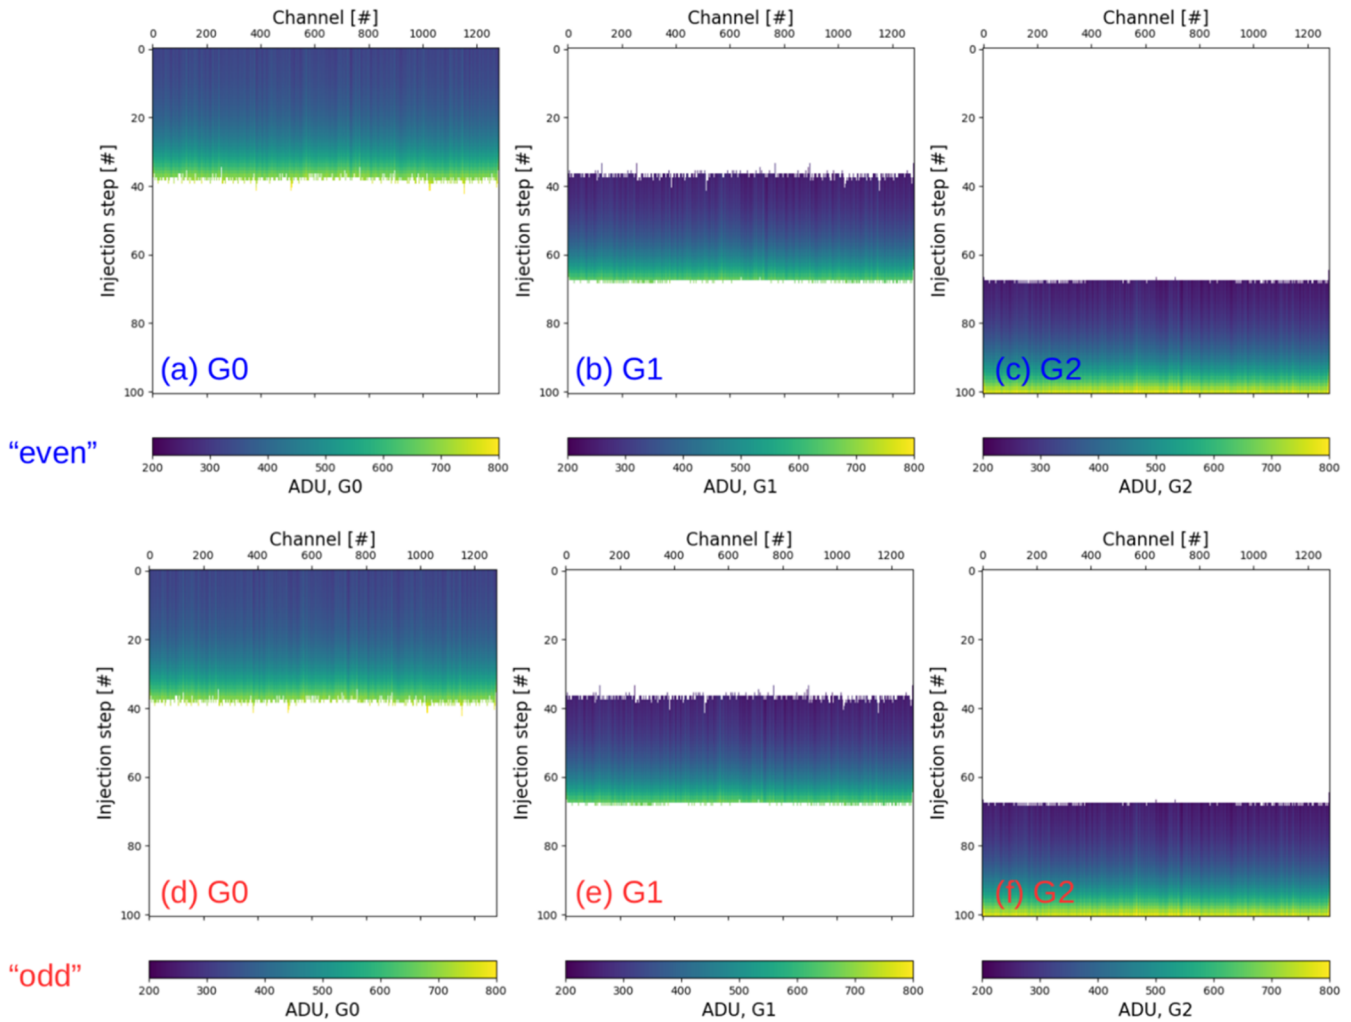 Channel [#] Channel [#] Channel [#]
0 200 400 600 800 1000 1200 0 200 400 600 800 1000 1200 0 200 400 600 800 1000 1200
Injection step [#] Injection step [#] Injection step [#]
0 20 40 60 80 100 0 20 40 60 80 100 0 20 40 60 80 100
(a) G0 (b) G1 (c) G2
“even”
200 300 400 500 600 700 800 200 300 400 500 600 700 800 200 300 400 500 600 700 800
ADU, G0 ADU, G1 ADU, G2
Channel [#] Channel [#] Channel [#]
0 200 400 600 800 1000 1200 0 200 400 600 800 1000 1200 0 200 400 600 800 1000 1200
Injection step [#] Injection step [#] Injection step [#]
0 20 40 60 80 100 0 20 40 60 80 100 0 20 40 60 80 100
(d) G0 (e) G1 (f) G2
“odd”
200 300 400 500 600 700 800 200 300 400 500 600 700 800 200 300 400 500 600 700 800
ADU, G0 ADU, G1 ADU, G2